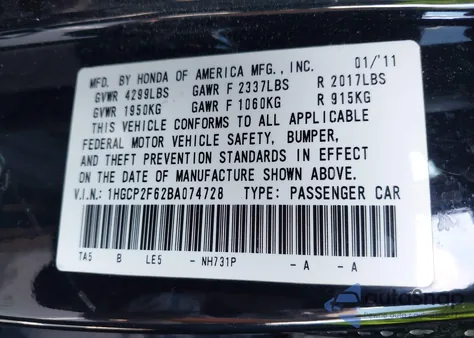 MFD. BY HONDA OF AMERICA MFG., INC. 01/'11
GVWR 4299LBS GAWR F 2337LBS R 2017LBS
GVWR 1950KG GAWR F 1060KG R 915KG
THIS VEHICLE CONFORMS TO ALL APPLICABLE
FEDERAL MOTOR VEHICLE SAFETY, BUMPER,
AND THEFT PREVENTION STANDARDS IN EFFECT
ON THE DATE OF MANUFACTURE SHOWN ABOVE.
V.I.N.: 1HGCP2F62BA074728 TYPE: PASSENGER CAR
TA5 B LE5 - NH731P - A - A
AutoSnap